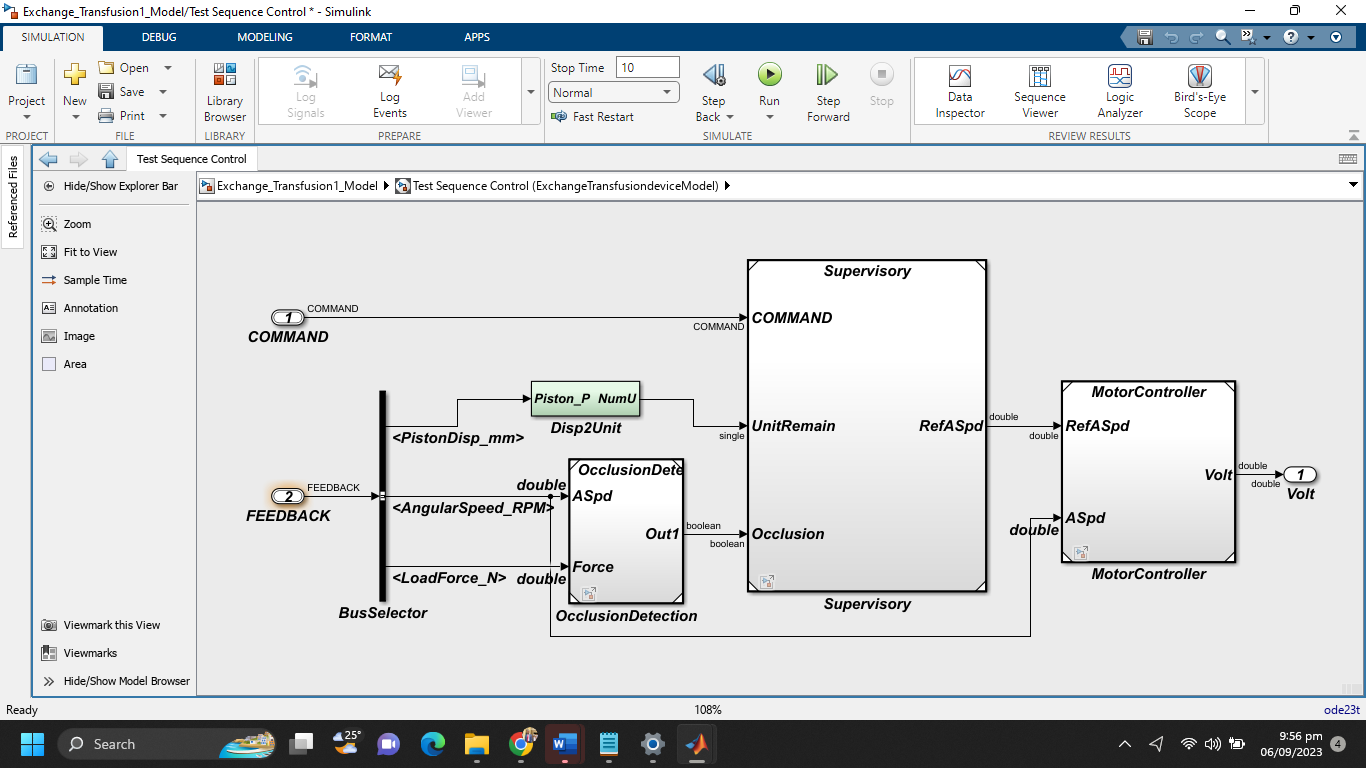 Exchange_Transfusion1_Model/Test Sequence Control * - Simulink
SIMULATION DEBUG MODELING FORMAT APPS
Project
New
Open
Save
Print
Library
Browser
Log
Signals
Log
Events
Add
Viewer
Stop Time 10
Normal
Fast Restart
Step
Back
Run
Step
Forward
Stop
Data
Inspector
Sequence
Viewer
Logic
Analyzer
Bird's-Eye
Scope
PROJECT FILE LIBRARY PREPARE SIMULATE REVIEW RESULTS
Referenced Files
Test Sequence Control
Hide/Show Explorer Bar
Exchange_Transfusion1_Model Test Sequence Control (ExchangeTransfusiondeviceModel)
Zoom
Fit to View
Sample Time
Annotation
Image
Area
Viewmark this View
Viewmarks
Hide/Show Model Browser
1
COMMAND
COMMAND
COMMAND
2
FEEDBACK
FEEDBACK
<PistonDisp_mm>
<AngularSpeed_RPM>
<LoadForce_N>
BusSelector
Piston_P NumU
Disp2Unit
single
double
double
OcclusionDete
ASpd
Out1
Force
OcclusionDetection
boolean
boolean
Supervisory
COMMAND
UnitRemain
RefASpd
Occlusion
Supervisory
double
double
double
MotorController
RefASpd
Volt
ASpd
MotorController
double
double
1
Volt
Ready
108%
ode23t
Search
25°
9:56 pm
06/09/2023
4